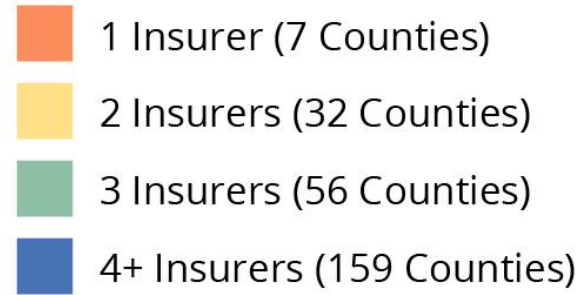 1 Insurer (7 Counties)
2 Insurers (32 Counties)
3 Insurers (56 Counties)
4+ Insurers (159 Counties)